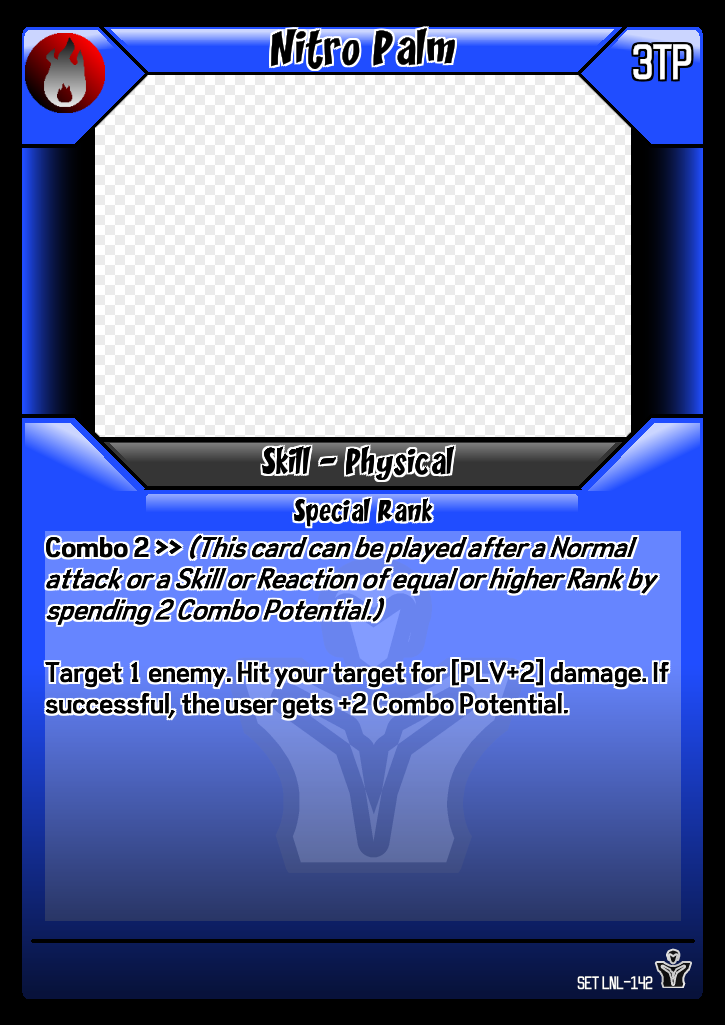 Nitro Palm
3TP
Skill - Physical
Special Rank
Combo 2 >> (This card can be played after a Normal
attack or a Skill or Reaction of equal or higher Rank by
spending 2 Combo Potential.)
Target 1 enemy. Hit your target for [PLV+2] damage. If
successful, the user gets +2 Combo Potential.
SET LNL-142